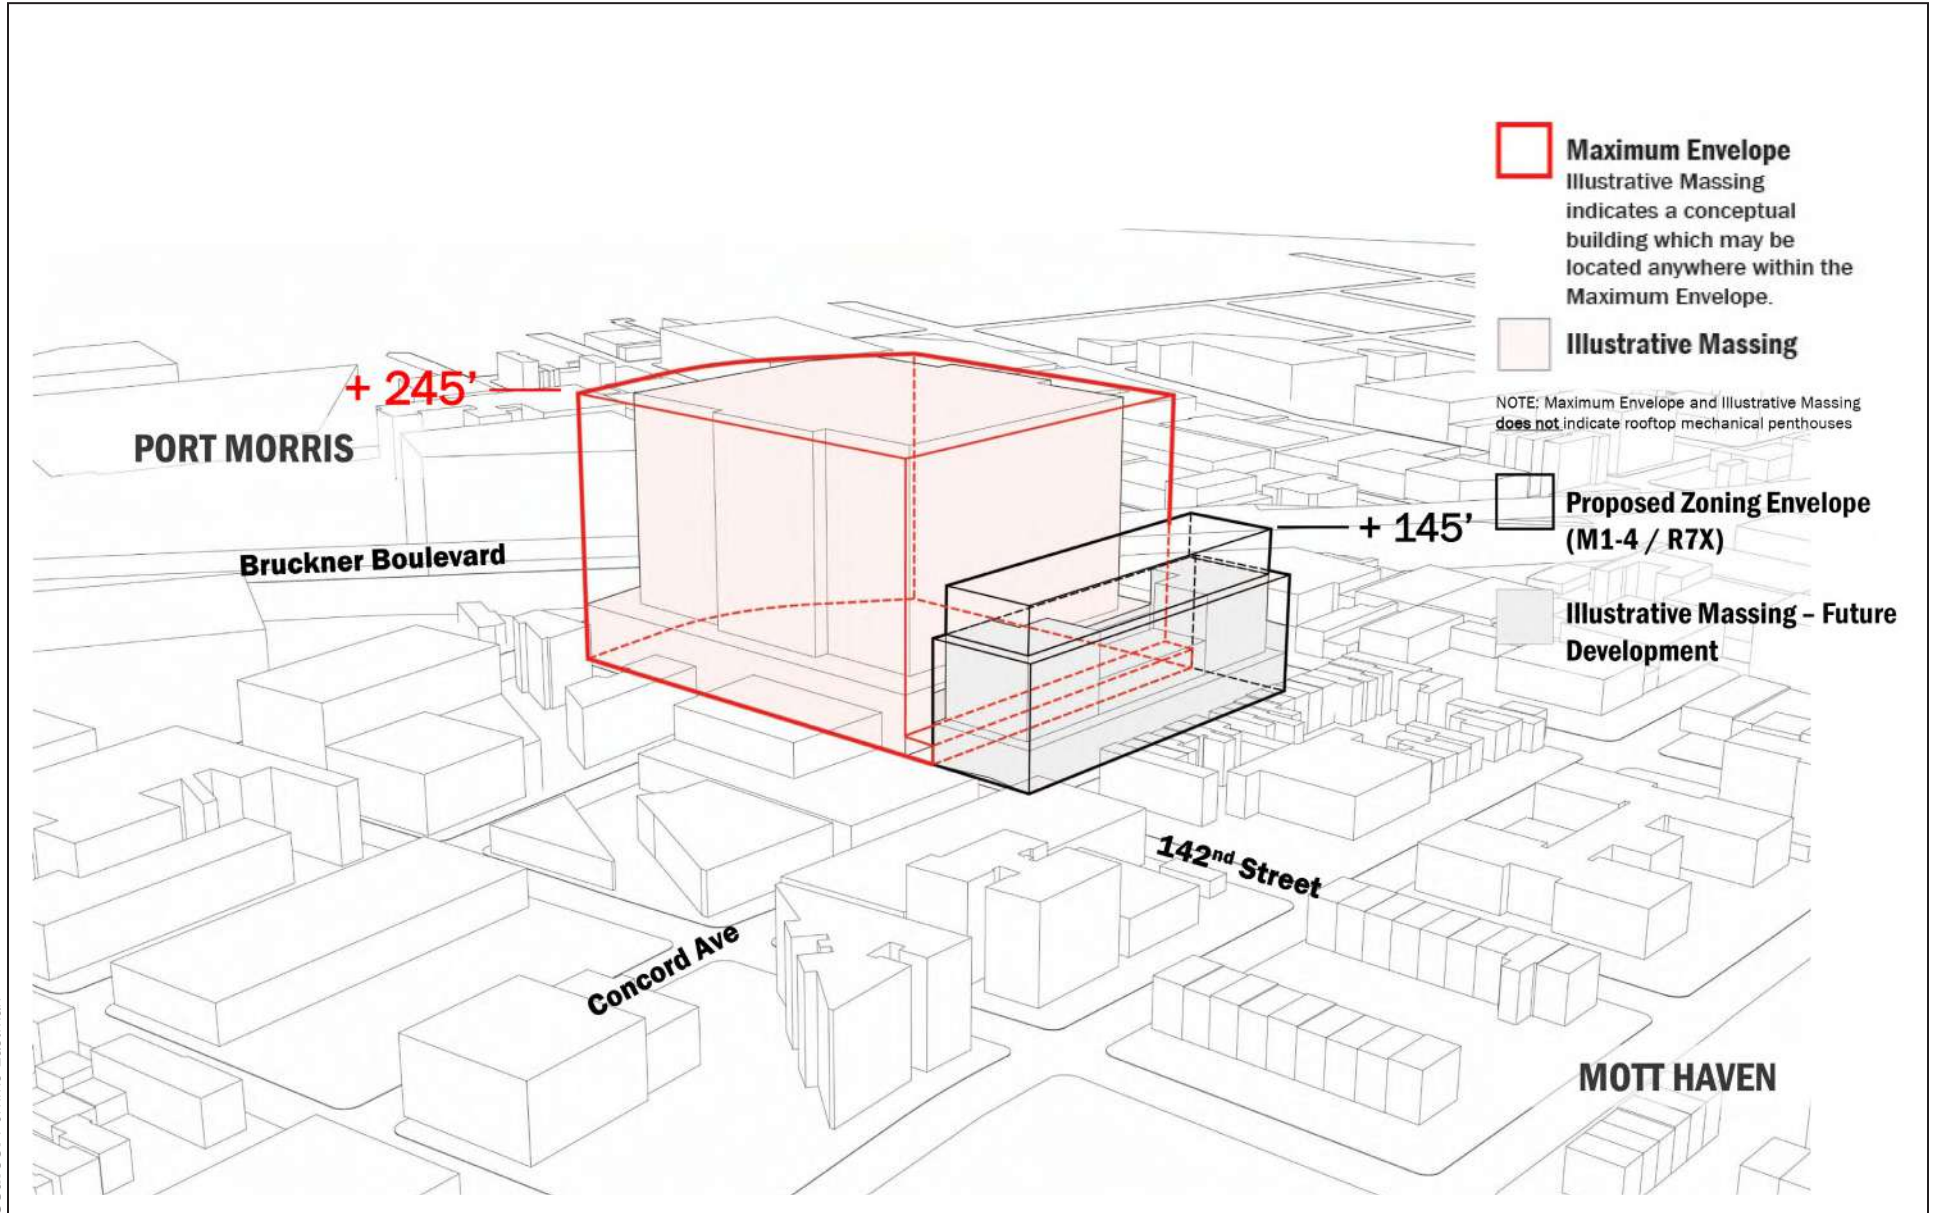 Maximum Envelope
Illustrative Massing
indicates a conceptual
building which may be
located anywhere within the
Maximum Envelope.
Illustrative Massing
NOTE: Maximum Envelope and Illustrative Massing
does not indicate rooftop mechanical penthouses
+ 245’
PORT MORRIS
Bruckner Boulevard
+ 145’
Proposed Zoning Envelope
(M1-4 / R7X)
Illustrative Massing – Future
Development
142nd Street
Concord Ave
MOTT HAVEN